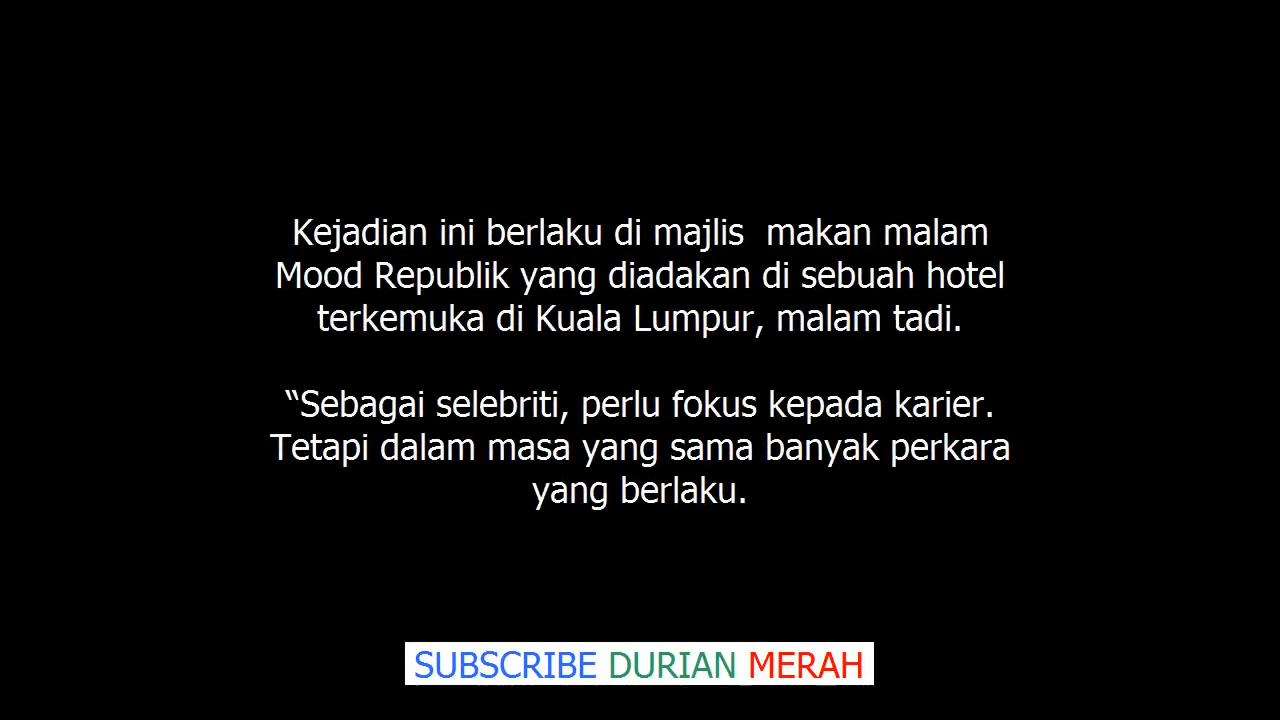 Kejadian ini berlaku di majlis  makan malam
Mood Republik yang diadakan di sebuah hotel
terkemuka di Kuala Lumpur, malam tadi.
“Sebagai selebriti, perlu fokus kepada karier.
Tetapi dalam masa yang sama banyak perkara
yang berlaku.
SUBSCRIBE DURIAN MERAH